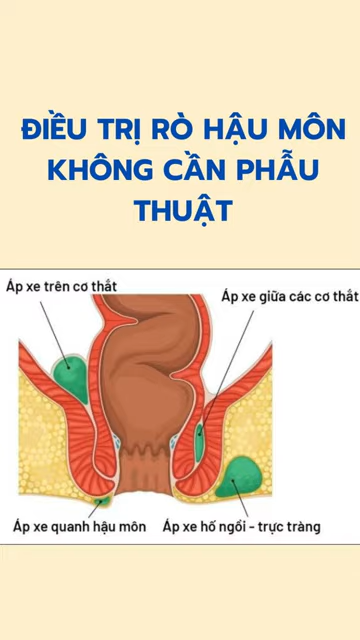 ĐIỀU TRỊ RÒ HẬU MÔN
KHÔNG CẦN PHẪU
THUẬT
Áp xe trên cơ thắt
Áp xe giữa các cơ thắt
Áp xe quanh hậu môn
Áp xe hố ngồi - trực tràng